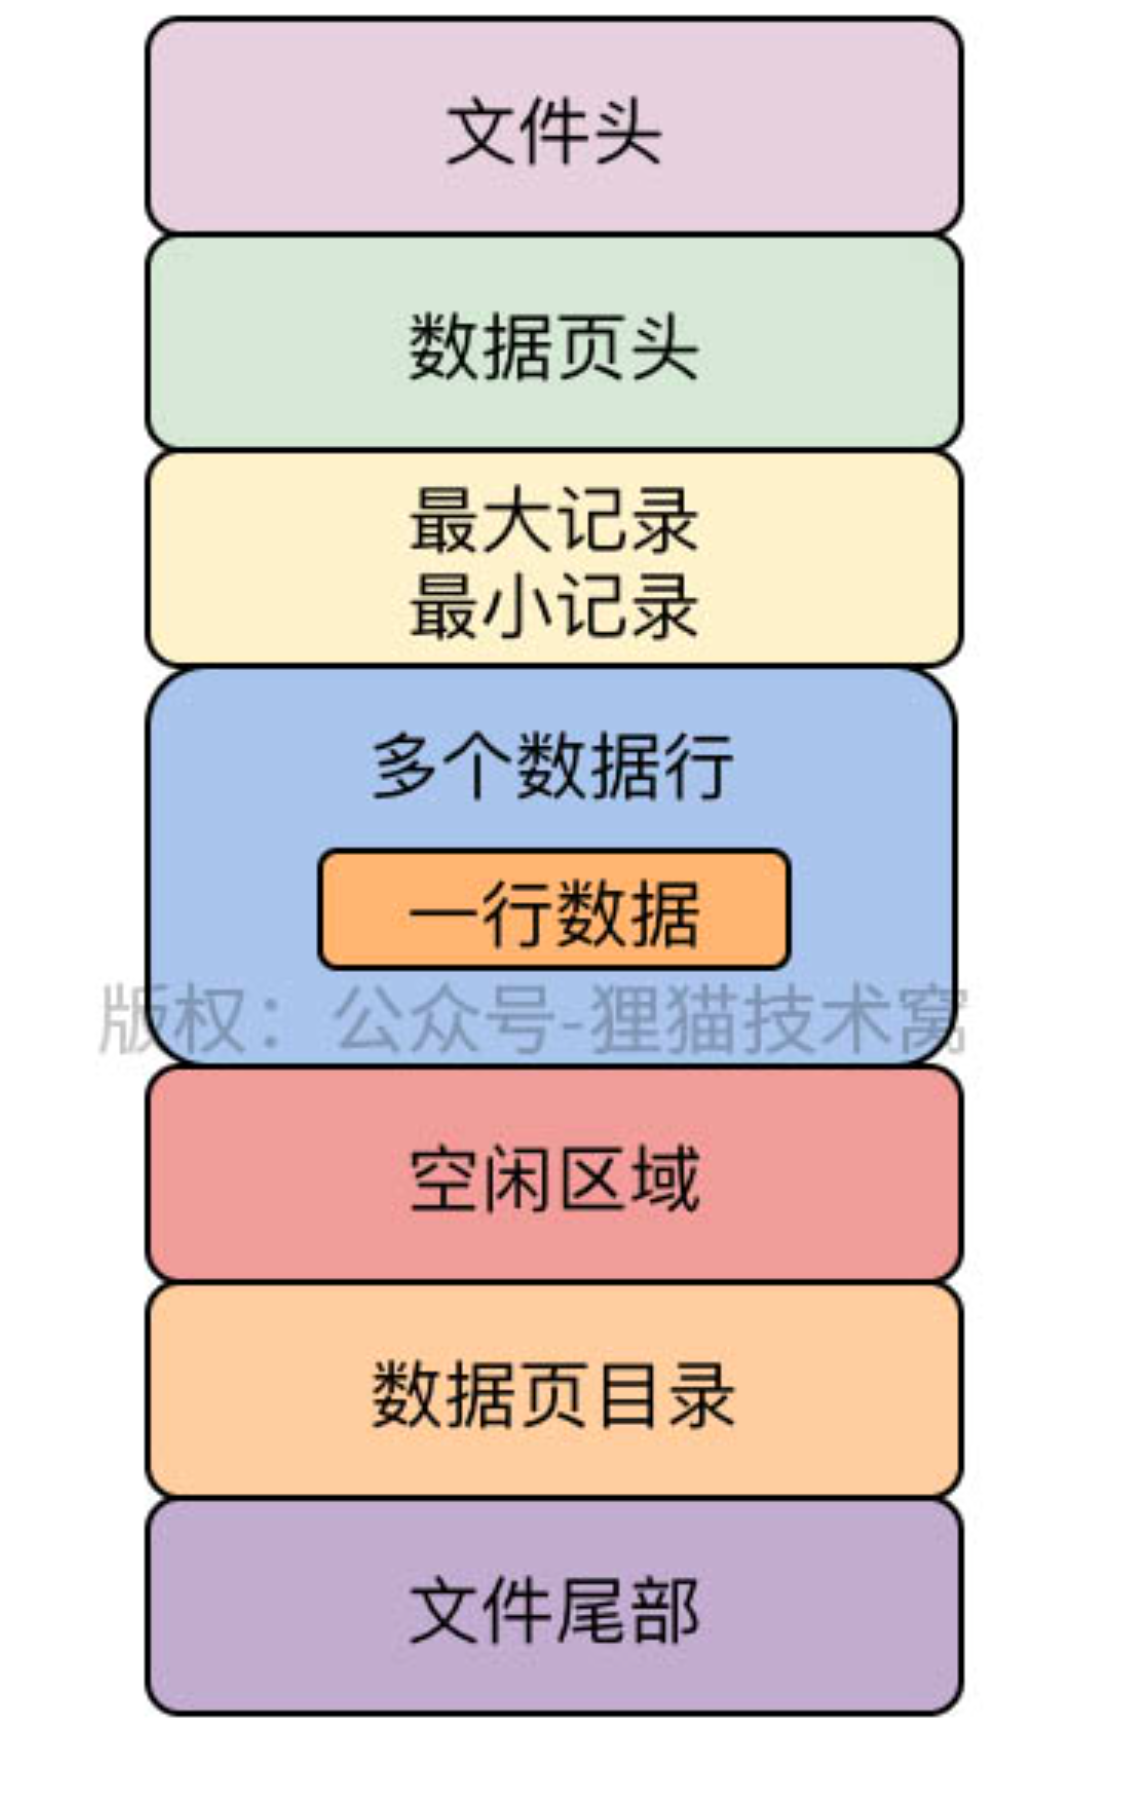 文件头
数据页头
最大记录
最小记录
多个数据行
一行数据
版权：公众号-狸猫技术窝
空闲区域
数据页目录
文件尾部